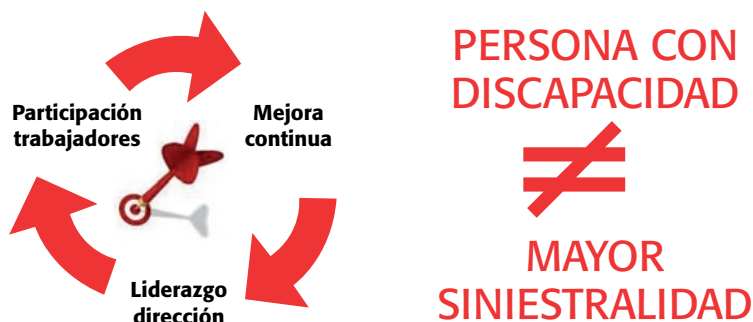 Participación
trabajadores
Mejora
continua
Liderazgo
dirección
PERSONA CON
DISCAPACIDAD
≠
MAYOR
SINIESTRALIDAD